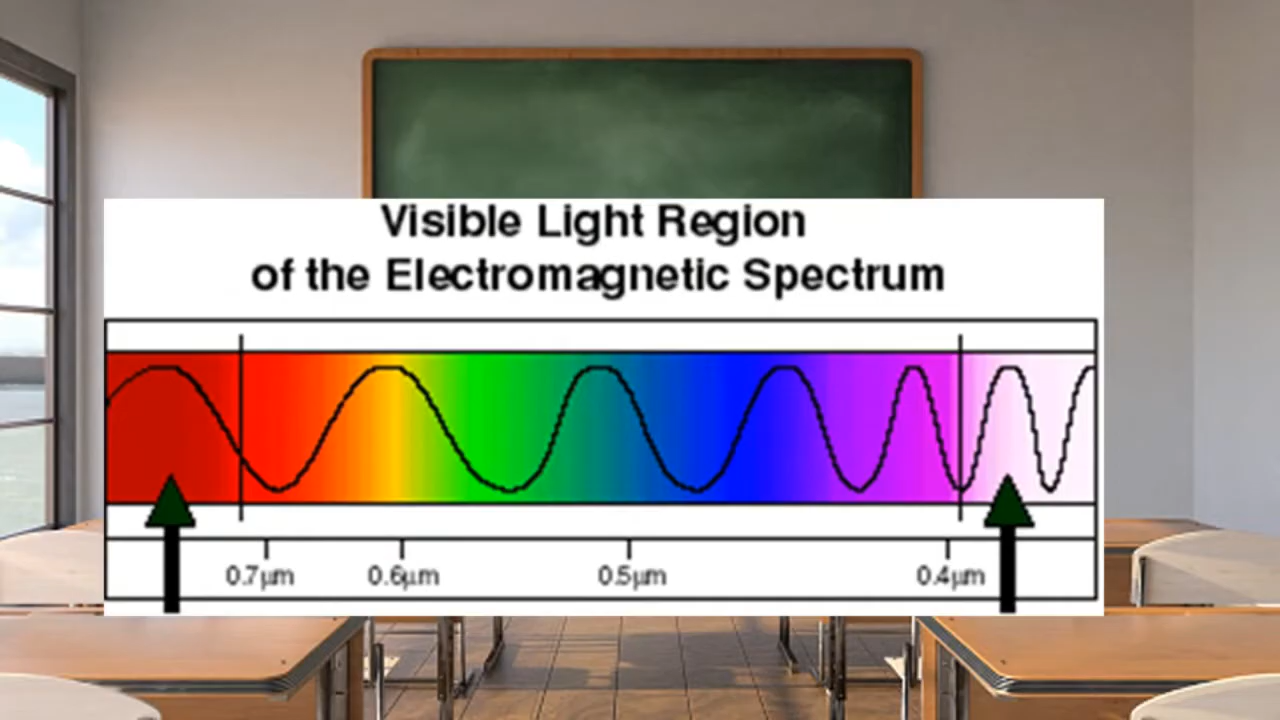 Visible Light Region
of the Electromagnetic Spectrum
0.7µm 0.6µm 0.5µm 0.4µm